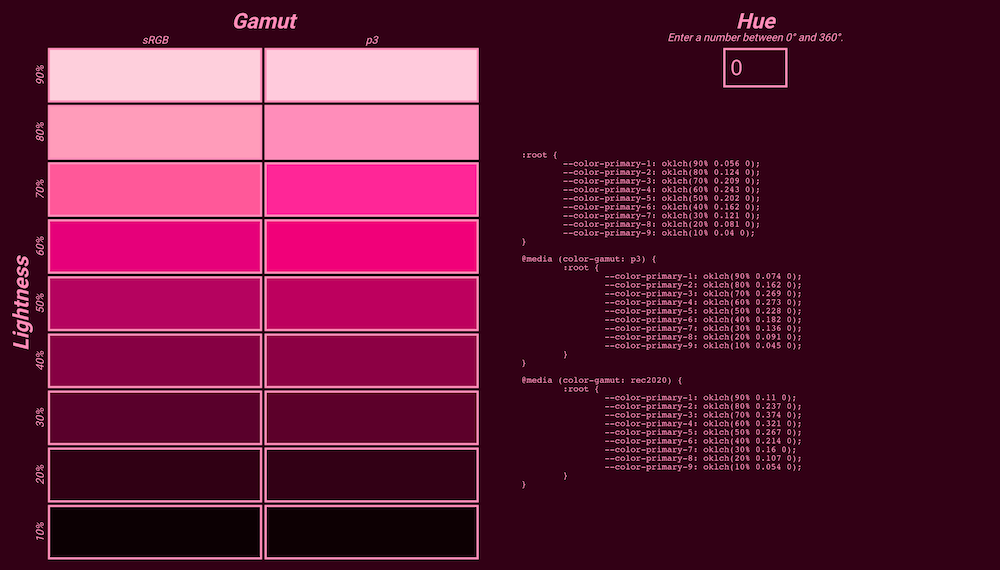 Gamut
sRGB
p3
Lightness
90%
80%
70%
60%
50%
40%
30%
20%
10%
Hue
Enter a number between 0° and 360°.
0
:root {
--color-primary-1: oklch(90% 0.056 0);
--color-primary-2: oklch(80% 0.124 0);
--color-primary-3: oklch(70% 0.209 0);
--color-primary-4: oklch(60% 0.243 0);
--color-primary-5: oklch(50% 0.202 0);
--color-primary-6: oklch(40% 0.162 0);
--color-primary-7: oklch(30% 0.121 0);
--color-primary-8: oklch(20% 0.081 0);
--color-primary-9: oklch(10% 0.04 0);
}
@media (color-gamut: p3) {
:root {
--color-primary-1: oklch(90% 0.074 0);
--color-primary-2: oklch(80% 0.162 0);
--color-primary-3: oklch(70% 0.269 0);
--color-primary-4: oklch(60% 0.273 0);
--color-primary-5: oklch(50% 0.228 0);
--color-primary-6: oklch(40% 0.182 0);
--color-primary-7: oklch(30% 0.136 0);
--color-primary-8: oklch(20% 0.091 0);
--color-primary-9: oklch(10% 0.045 0);
}
}
@media (color-gamut: rec2020) {
:root {
--color-primary-1: oklch(90% 0.11 0);
--color-primary-2: oklch(80% 0.237 0);
--color-primary-3: oklch(70% 0.374 0);
--color-primary-4: oklch(60% 0.321 0);
--color-primary-5: oklch(50% 0.267 0);
--color-primary-6: oklch(40% 0.214 0);
--color-primary-7: oklch(30% 0.16 0);
--color-primary-8: oklch(20% 0.107 0);
--color-primary-9: oklch(10% 0.054 0);
}
}